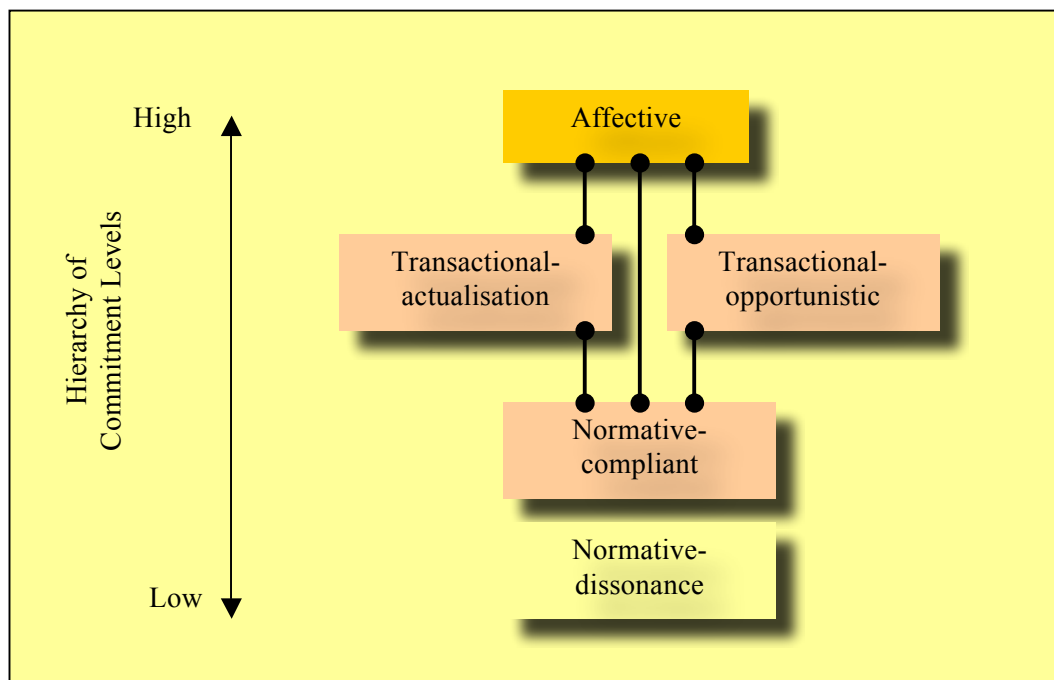 High
Affective
Hierarchy of
Commitment Levels
Transactional-
actualisation
Transactional-
opportunistic
Normative-
compliant
Normative-
dissonance
Low